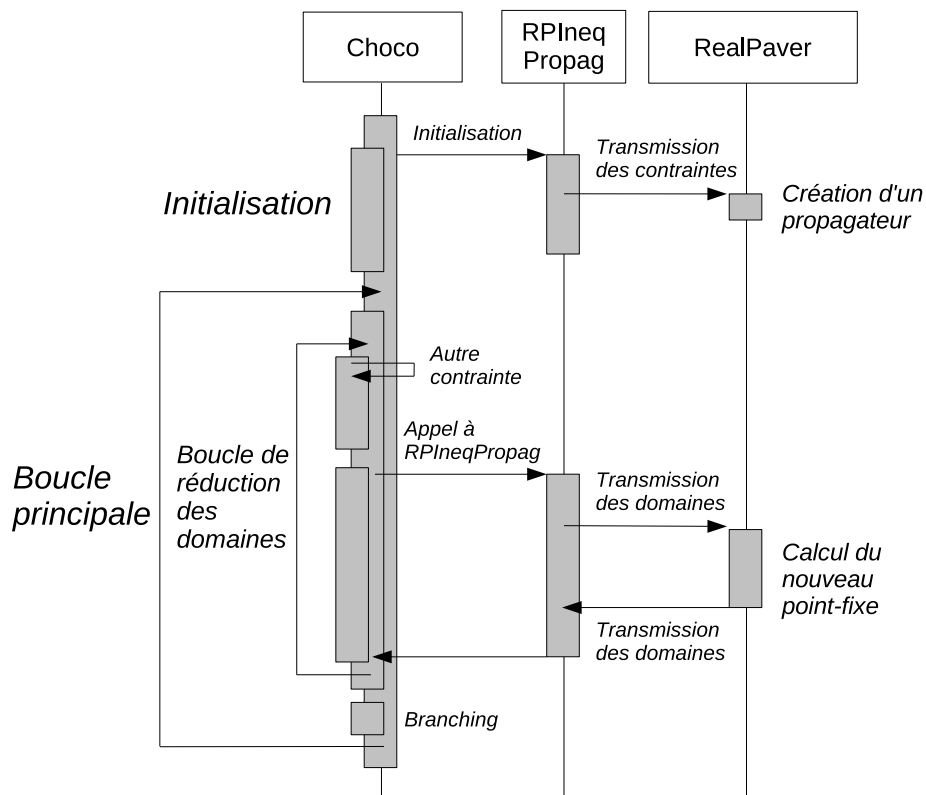 Choco
RPIneq
Propag
RealPaver
Initialisation
Transmission
des contraintes
Initialisation
Création d'un
propagateur
Autre
contrainte
Appel à
RPIneqPropag
Boucle de
réduction
des
domaines
Boucle
principale
Transmission
des domaines
Calcul du
nouveau
point-fixe
Transmission
des domaines
Branching